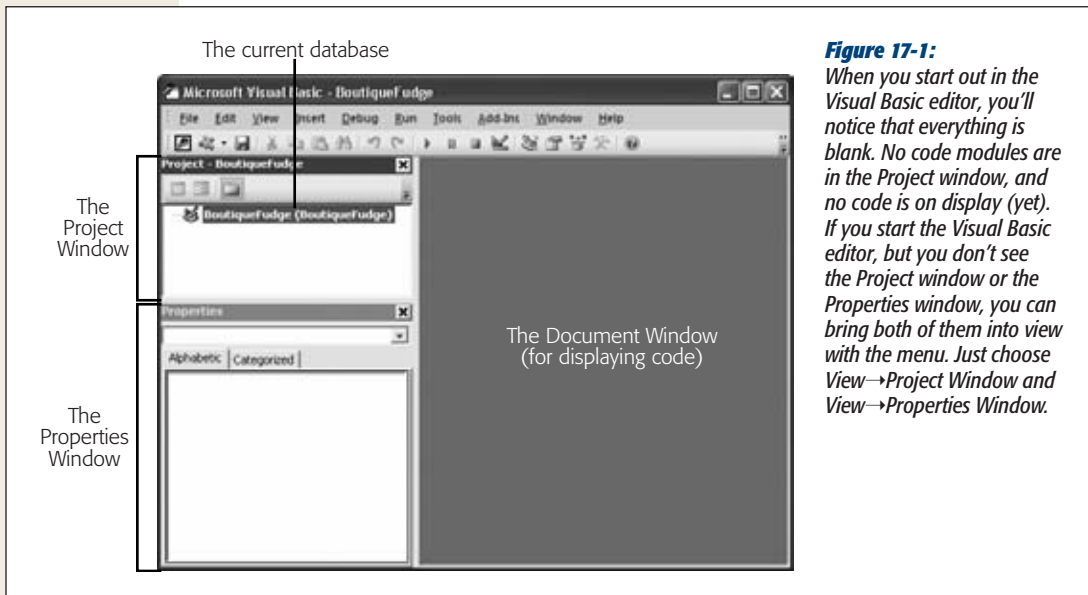 The current database
Microsoft Visual Basic - BoutiqueFudge
File Edit View Insert Debug Run Tools Add-Ins Window Help
Project - BoutiqueFudge
BoutiqueFudge (BoutiqueFudge)
The
Project
Window
Properties
Alphabetic Categorized
The
Properties
Window
The Document Window
(for displaying code)
Figure 17-1:
When you start out in the
Visual Basic editor, you’ll
notice that everything is
blank. No code modules are
in the Project window, and
no code is on display (yet).
If you start the Visual Basic
editor, but you don’t see
the Project window or the
Properties window, you can
bring both of them into view
with the menu. Just choose
View→Project Window and
View→Properties Window.